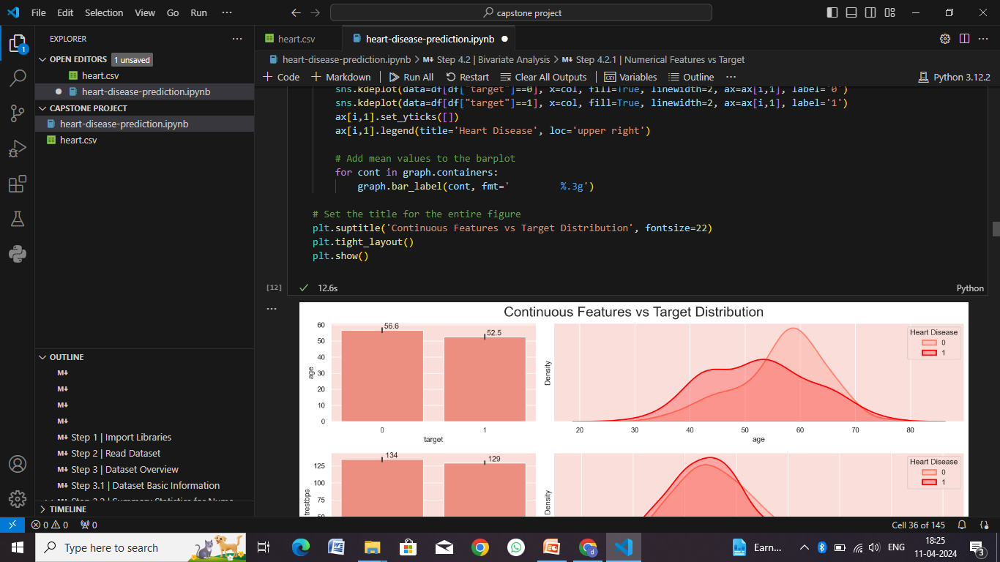 File Edit Selection View Go Run ··· capstone project
EXPLORER ···
OPEN EDITORS 1 unsaved
heart.csv
heart-disease-prediction.ipynb
CAPSTONE PROJECT
heart-disease-prediction.ipynb
heart.csv
OUTLINE
M↓
M↓
M↓
M↓
M↓ Step 1 | Import Libraries
M↓ Step 2 | Read Dataset
M↓ Step 3 | Dataset Overview
M↓ Step 3.1 | Dataset Basic Information
TIMELINE
heart.csv heart-disease-prediction.ipynb
heart-disease-prediction.ipynb > M↓ Step 4.2 | Bivariate Analysis > M↓ Step 4.2.1 | Numerical Features vs Target
+ Code + Markdown | Run All Restart Clear All Outputs | Variables Outline ··· Python 3.12.2
sns.kdeplot(data=df[df["target"]==0], x=col, fill=True, linewidth=2, ax=ax[i,1], label='0')
sns.kdeplot(data=df[df["target"]==1], x=col, fill=True, linewidth=2, ax=ax[i,1], label='1')
ax[i,1].set_yticks([])
ax[i,1].legend(title='Heart Disease', loc='upper right')
# Add mean values to the barplot
for cont in graph.containers:
graph.bar_label(cont, fmt='         %.3g')
# Set the title for the entire figure
plt.suptitle('Continuous Features vs Target Distribution', fontsize=22)
plt.tight_layout()
plt.show()
[12] 12.6s Python
···
Continuous Features vs Target Distribution
60
50
40
30
20
10
0
age
56.6 52.5
0 1
target
Density
Heart Disease
0
1
20 30 40 50 60 70 80
age
125
100
75
trestbps
134 129
Density
Heart Disease
0
1
0 0 0 Cell 36 of 145
Type here to search
Earn... ENG 18:25
11-04-2024 3